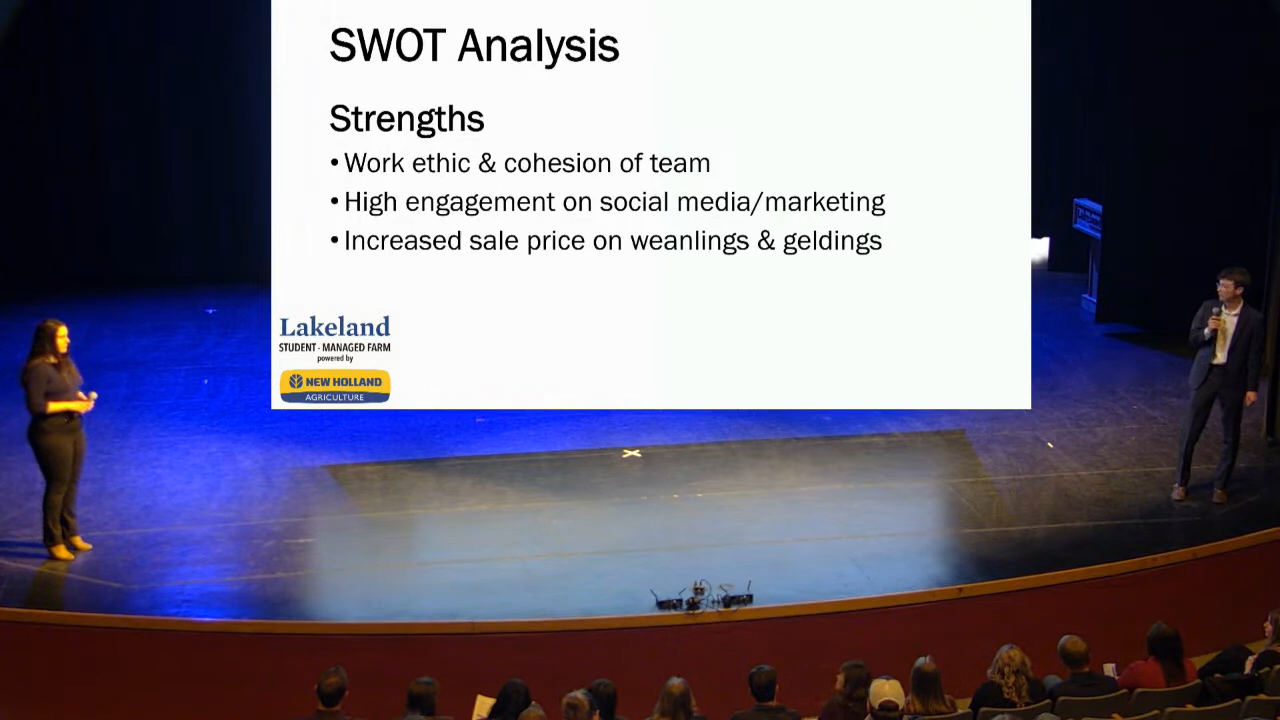 SWOT Analysis
Strengths
• Work ethic & cohesion of team
• High engagement on social media/marketing
• Increased sale price on weanlings & geldings
Lakeland
STUDENT - MANAGED FARM
powered by
NEW HOLLAND
AGRICULTURE